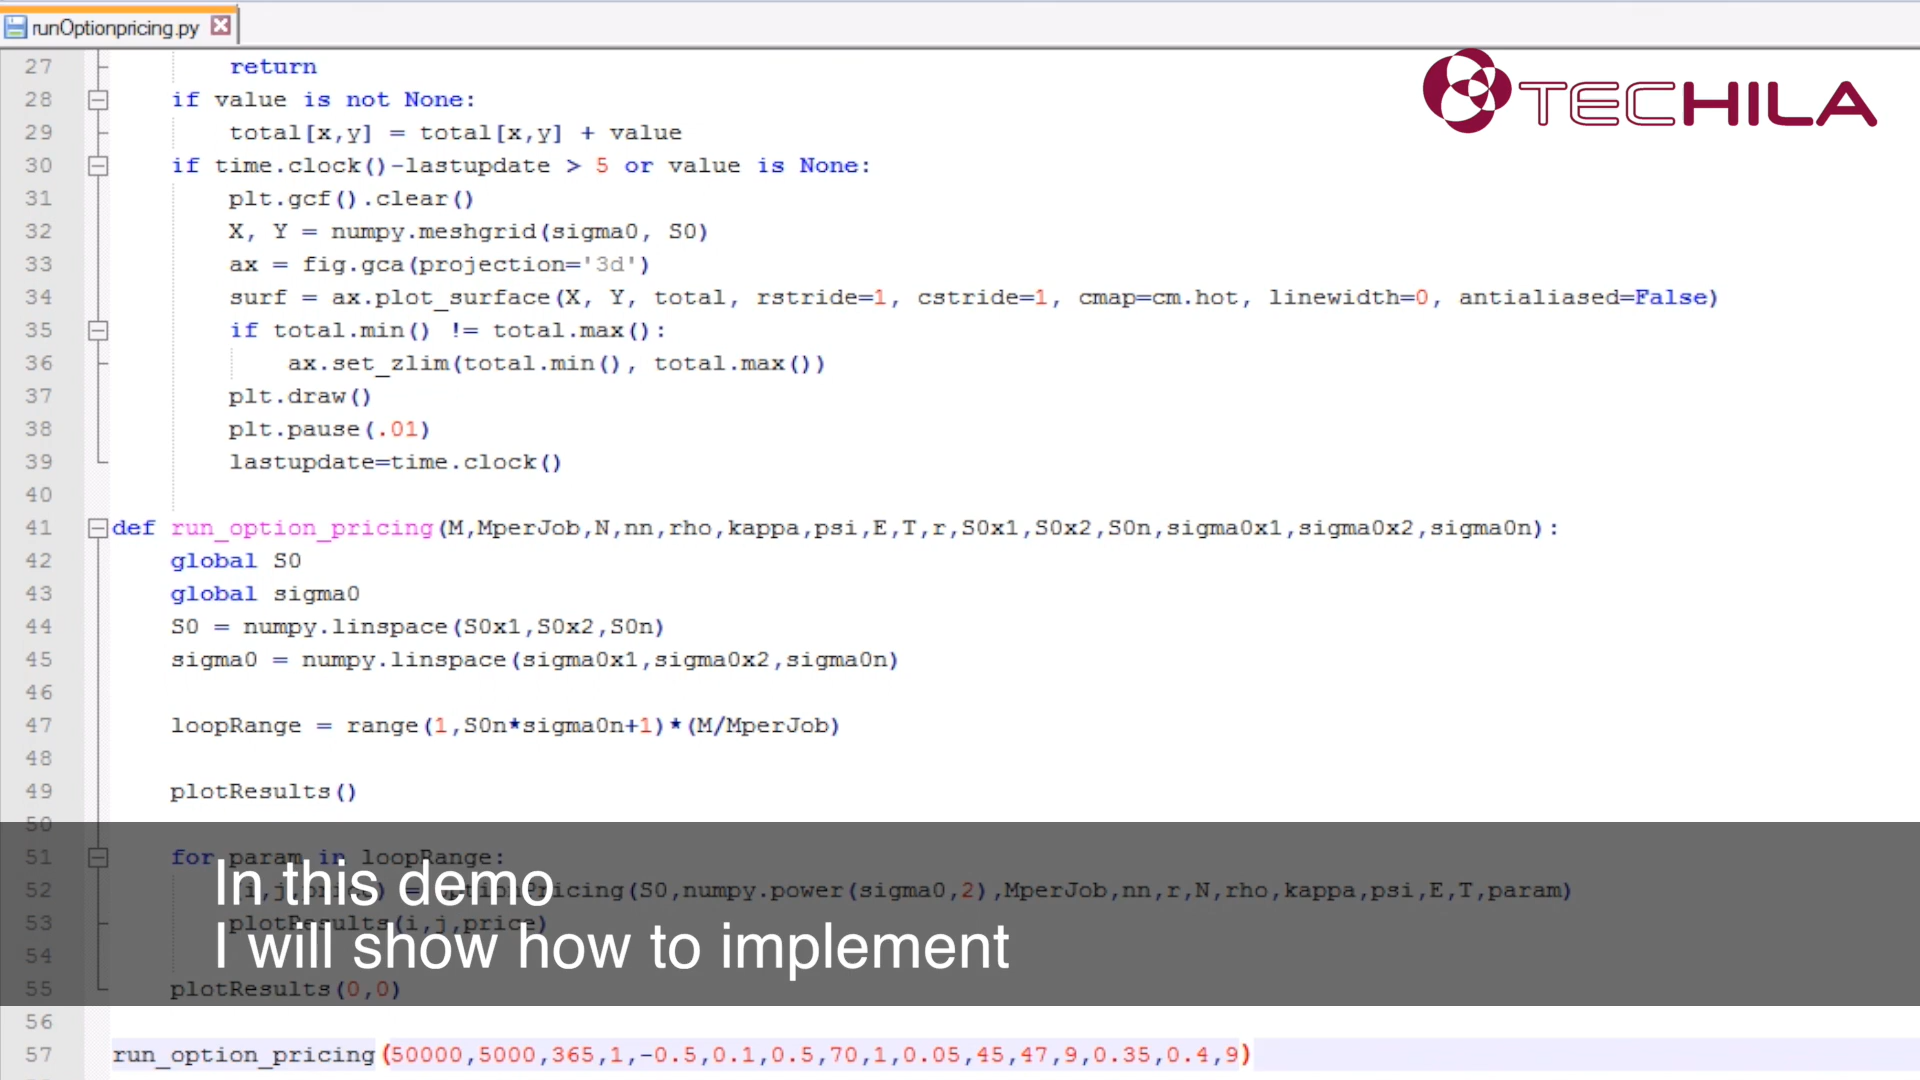 runOptionpricing.py
TECHILA
27 return
28 if value is not None:
29 total[x,y] = total[x,y] + value
30 if time.clock()-lastupdate > 5 or value is None:
31 plt.gcf().clear()
32 X, Y = numpy.meshgrid(sigma0, S0)
33 ax = fig.gca(projection='3d')
34 surf = ax.plot_surface(X, Y, total, rstride=1, cstride=1, cmap=cm.hot, linewidth=0, antialiased=False)
35 if total.min() != total.max():
36 ax.set_zlim(total.min(), total.max())
37 plt.draw()
38 plt.pause(.01)
39 lastupdate=time.clock()
40
41 def run_option_pricing(M,MperJob,N,nn,rho,kappa,psi,E,T,r,S0x1,S0x2,S0n,sigma0x1,sigma0x2,sigma0n):
42 global S0
43 global sigma0
44 S0 = numpy.linspace(S0x1,S0x2,S0n)
45 sigma0 = numpy.linspace(sigma0x1,sigma0x2,sigma0n)
46
47 loopRange = range(1,S0n*sigma0n+1)*(M/MperJob)
48
49 plotResults()
50
51 for param in loopRange:
In this demo
52 (i,j,price) = optionPricing(S0,numpy.power(sigma0,2),MperJob,nn,r,N,rho,kappa,psi,E,T,param)
53 plotResults(i,j,price)
I will show how to implement
54
55 plotResults(0,0)
56
57 run_option_pricing(50000,5000,365,1,-0.5,0.1,0.5,70,1,0.05,45,47,9,0.35,0.4,9)